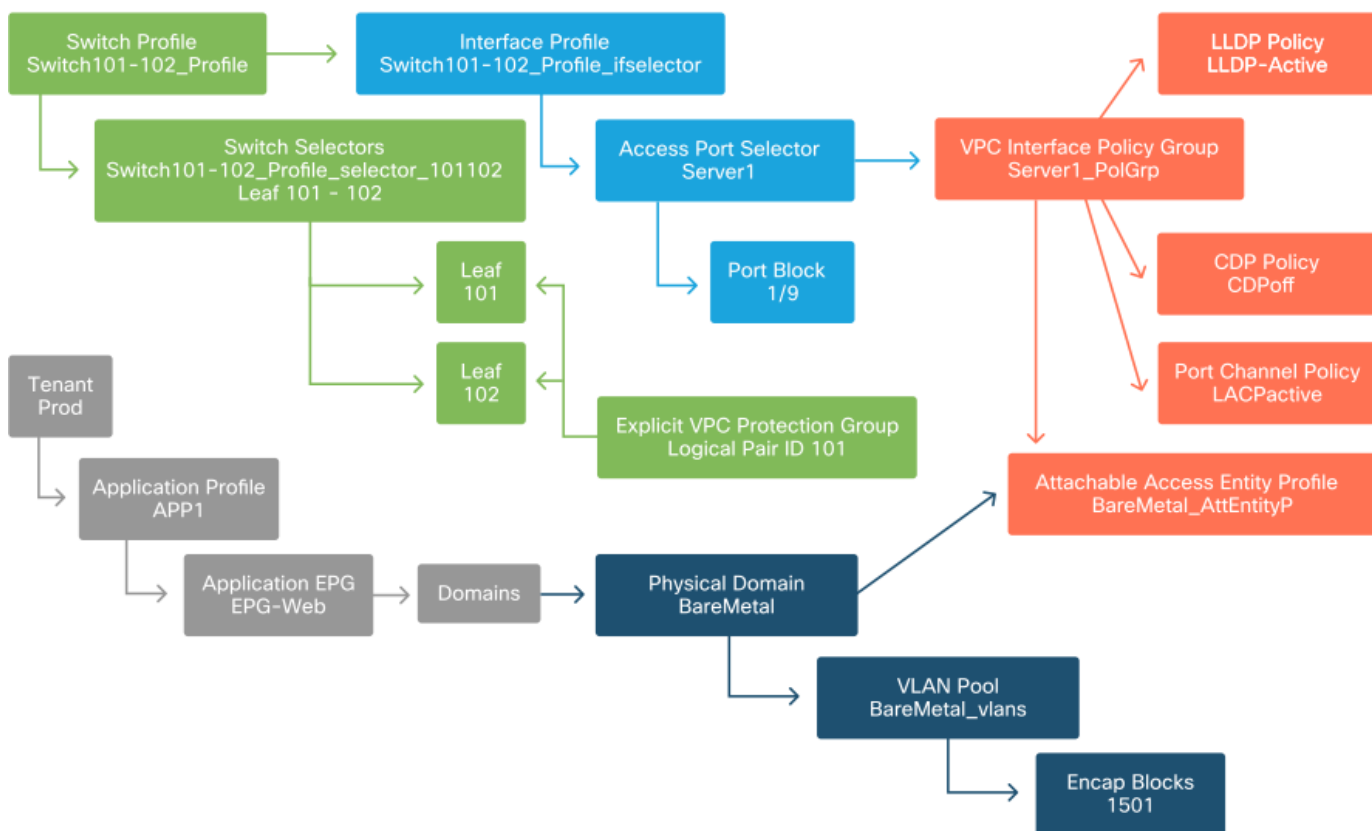 Switch Profile
Switch101-102_Profile
Interface Profile
Switch101-102_Profile_ifselector
LLDP Policy
LLDP-Active
Switch Selectors
Switch101-102_Profile_selector_101102
Leaf 101 - 102
Access Port Selector
Server1
VPC Interface Policy Group
Server1_PolGrp
Leaf
101
Port Block
1/9
CDP Policy
CDPoff
Leaf
102
Port Channel Policy
LACPactive
Tenant
Prod
Explicit VPC Protection Group
Logical Pair ID 101
Application Profile
APP1
Attachable Access Entity Profile
BareMetal_AttEntityP
Application EPG
EPG-Web
Domains
Physical Domain
BareMetal
VLAN Pool
BareMetal_vlans
Encap Blocks
1501